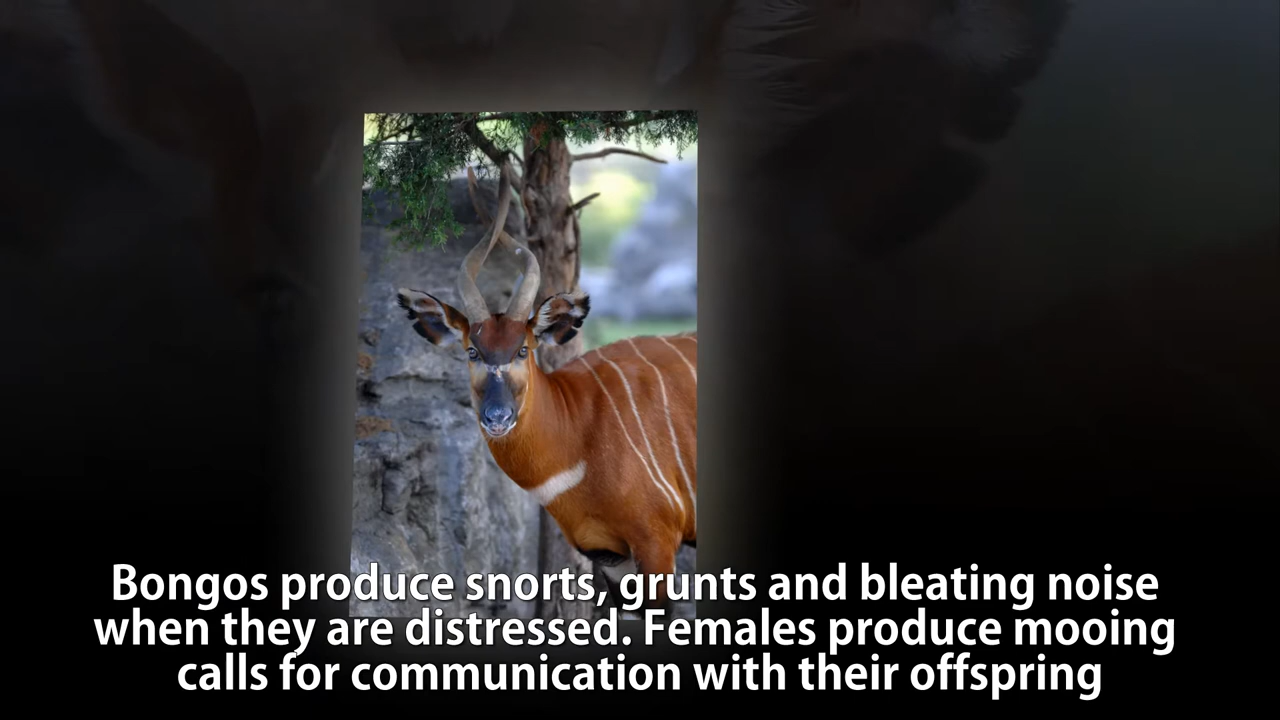 Bongos produce snorts, grunts and bleating noise
when they are distressed. Females produce mooing
calls for communication with their offspring